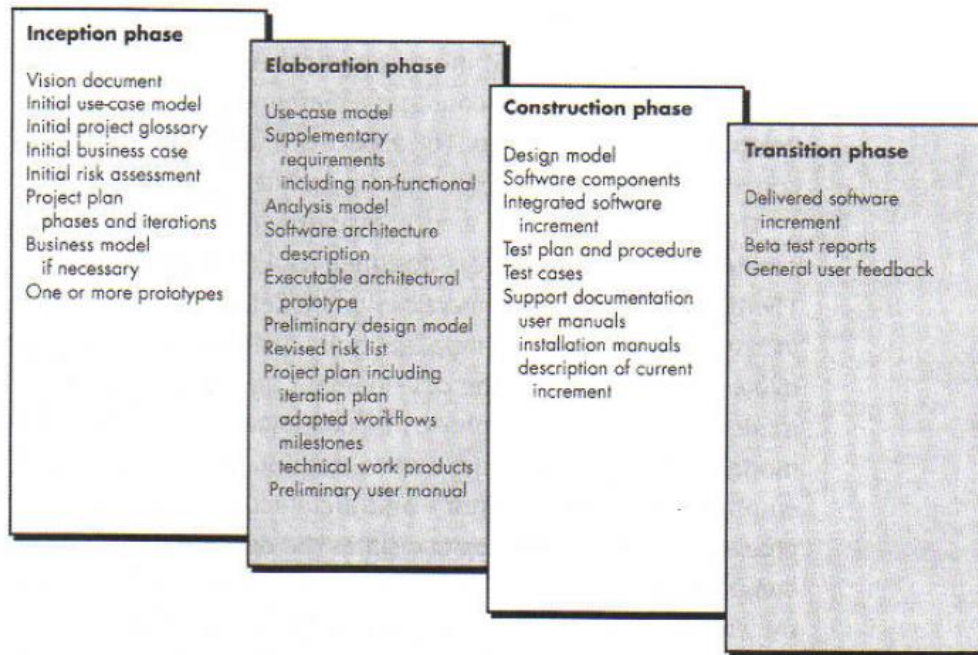 Inception phase
Vision document
Initial use-case model
Initial project glossary
Initial business case
Initial risk assessment
Project plan
phases and iterations
Business model
if necessary
One or more prototypes
Elaboration phase
Use-case model
Supplementary
requirements
including non-functional
Analysis model
Software architecture
description
Executable architectural
prototype
Preliminary design model
Revised risk list
Project plan including
iteration plan
adapted workflows
milestones
technical work products
Preliminary user manual
Construction phase
Design model
Software components
Integrated software
increment
Test plan and procedure
Test cases
Support documentation
user manuals
installation manuals
description of current
increment
Transition phase
Delivered software
increment
Beta test reports
General user feedback